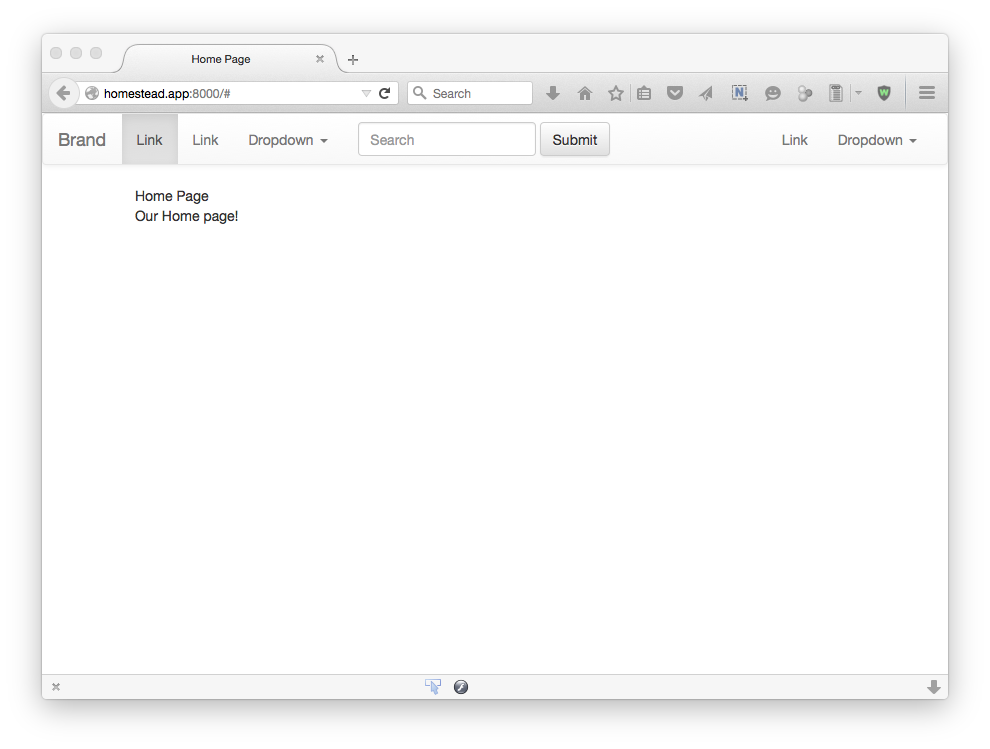 Home Page
homestead.app:8000/#
Search
Brand Link Link Dropdown Search Submit Link Dropdown
Home Page
Our Home page!